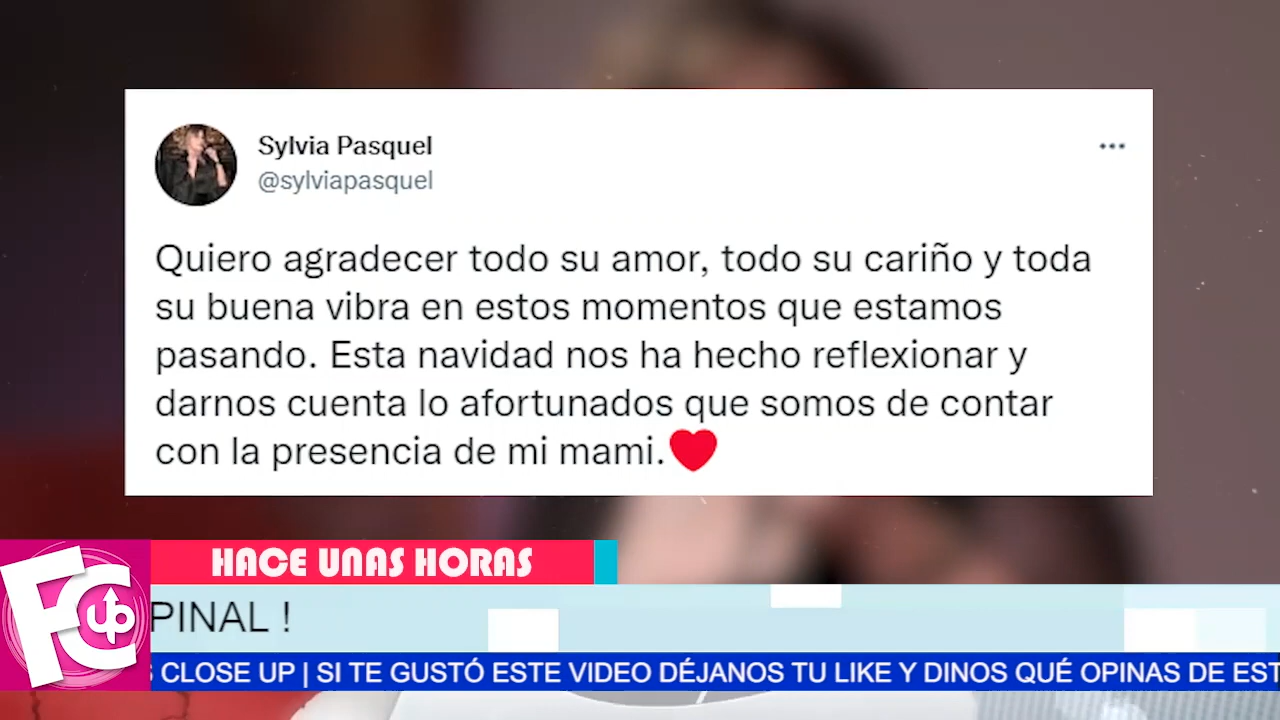 Sylvia Pasquel
@sylviapasquel
Quiero agradecer todo su amor, todo su cariño y toda
su buena vibra en estos momentos que estamos
pasando. Esta navidad nos ha hecho reflexionar y
darnos cuenta lo afortunados que somos de contar
con la presencia de mi mami.❤️
HACE UNAS HORAS
FC up
PINAL !
CLOSE UP | SI TE GUSTÓ ESTE VIDEO DÉJANOS TU LIKE Y DINOS QUÉ OPINAS DE EST